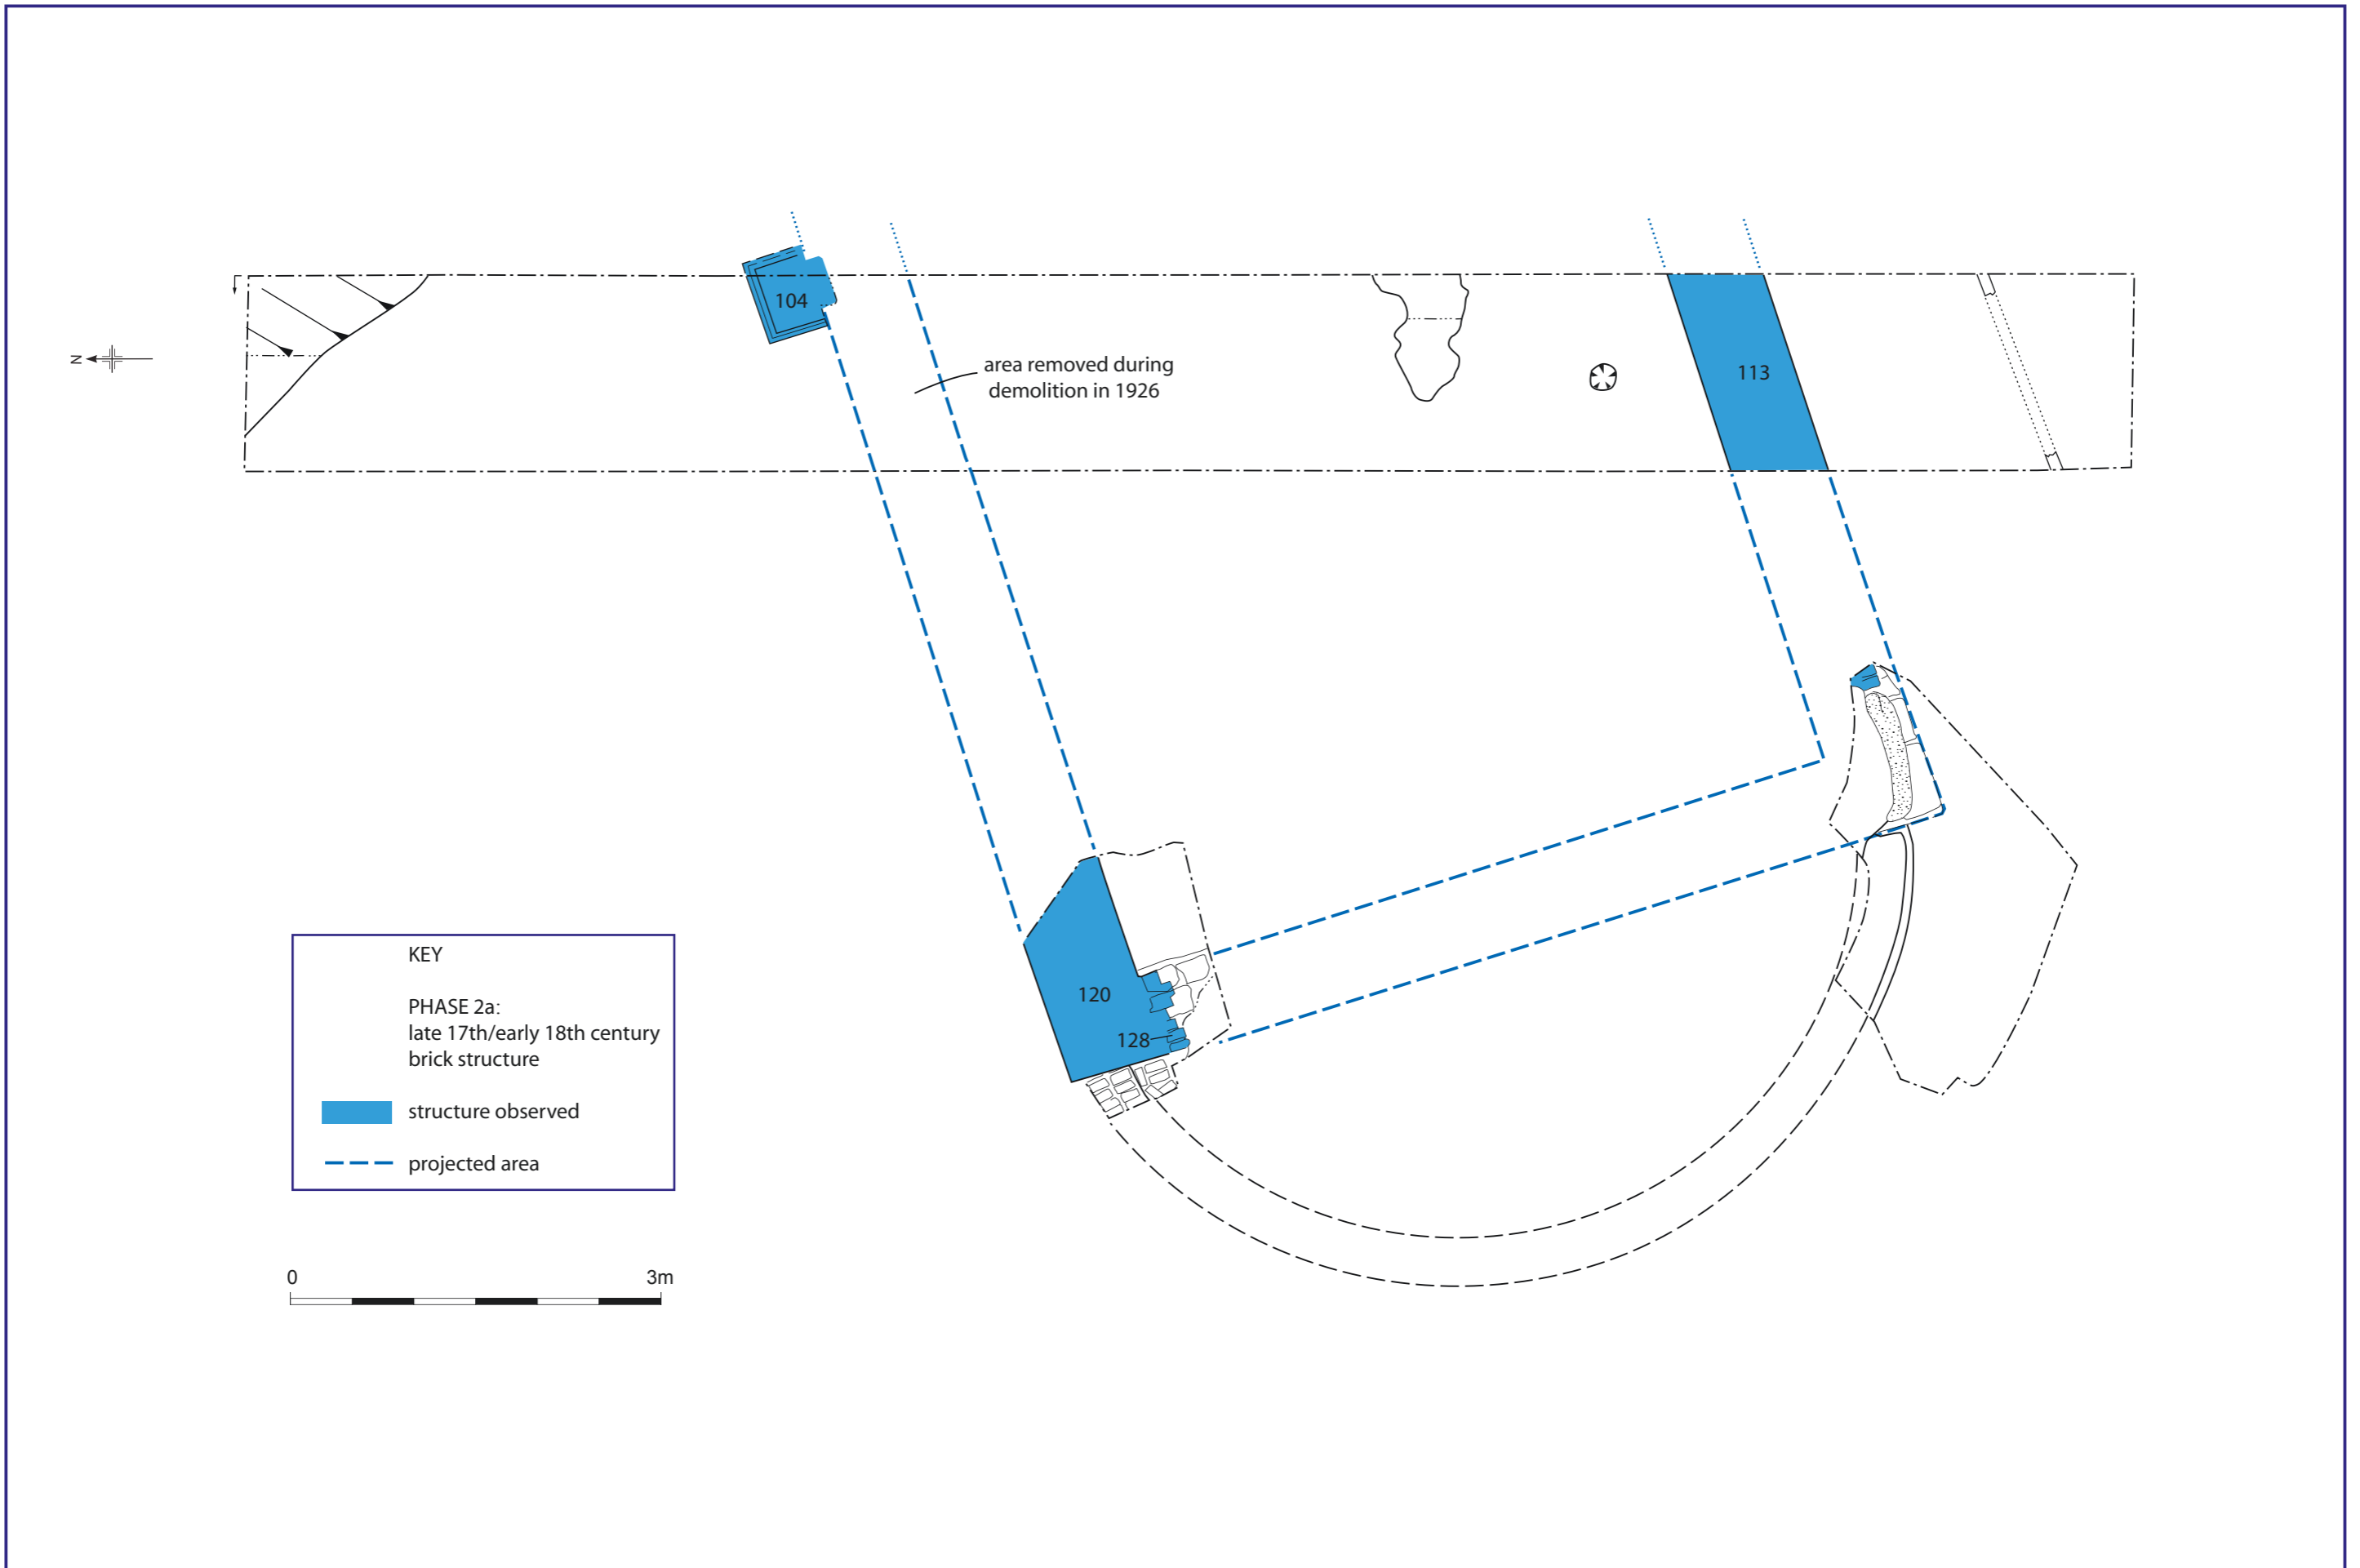 104
area removed during
demolition in 1926
113
N
120
128
KEY
PHASE 2a:
late 17th/early 18th century
brick structure
structure observed
projected area
0 3m